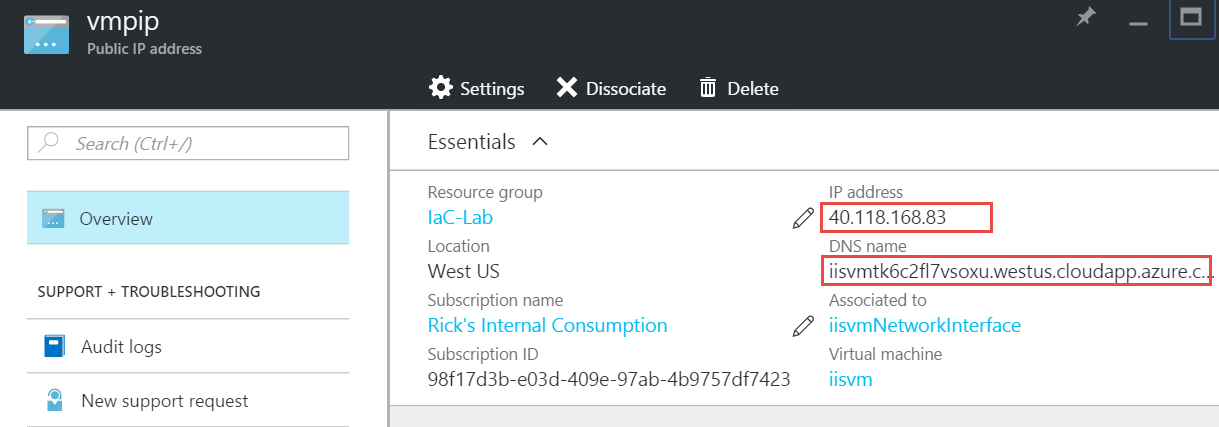 vmpip
Public IP address
Settings Dissociate Delete
Search (Ctrl+/)
Overview
SUPPORT + TROUBLESHOOTING
Audit logs
New support request
Essentials
Resource group
IaC-Lab
Location
West US
Subscription name
Rick's Internal Consumption
Subscription ID
98f17d3b-e03d-409e-97ab-4b9757df7423
IP address
40.118.168.83
DNS name
iisvmtk6c2fl7vsoxu.westus.cloudapp.azure.c...
Associated to
iisvmNetworkInterface
Virtual machine
iisvm